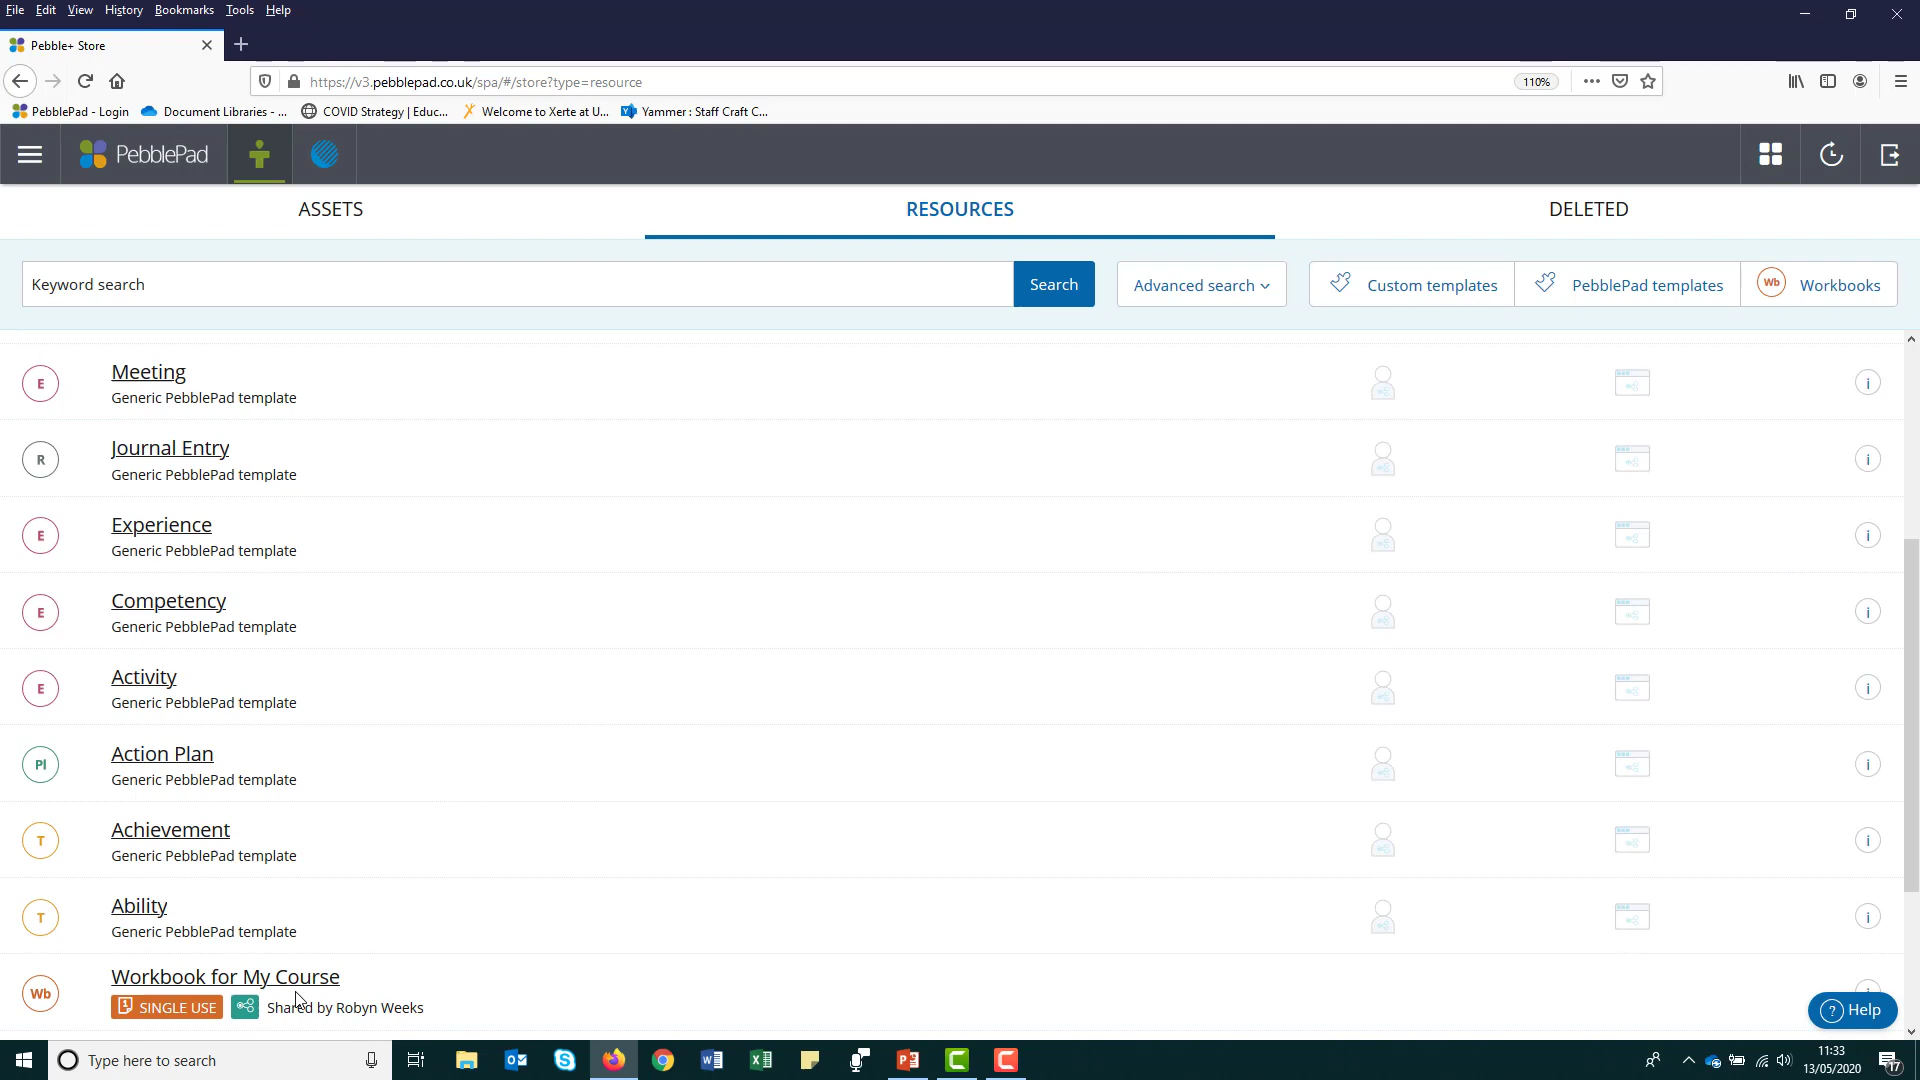 File Edit View History Bookmarks Tools Help
Pebble+ Store
https://v3.pebblepad.co.uk/spa/#/store?type=resource 110%
PebblePad - Login Document Libraries - ... COVID Strategy | Educ... Welcome to Xerte at U... Yammer : Staff Craft C...
PebblePad
ASSETS RESOURCES DELETED
Keyword search Search Advanced search Custom templates PebblePad templates Wb Workbooks
E Meeting i
Generic PebblePad template
R Journal Entry i
Generic PebblePad template
E Experience i
Generic PebblePad template
E Competency i
Generic PebblePad template
E Activity i
Generic PebblePad template
Pl Action Plan i
Generic PebblePad template
T Achievement i
Generic PebblePad template
T Ability i
Generic PebblePad template
Wb Workbook for My Course
1 SINGLE USE Shared by Robyn Weeks
? Help
Type here to search
11:33
13/05/2020
17